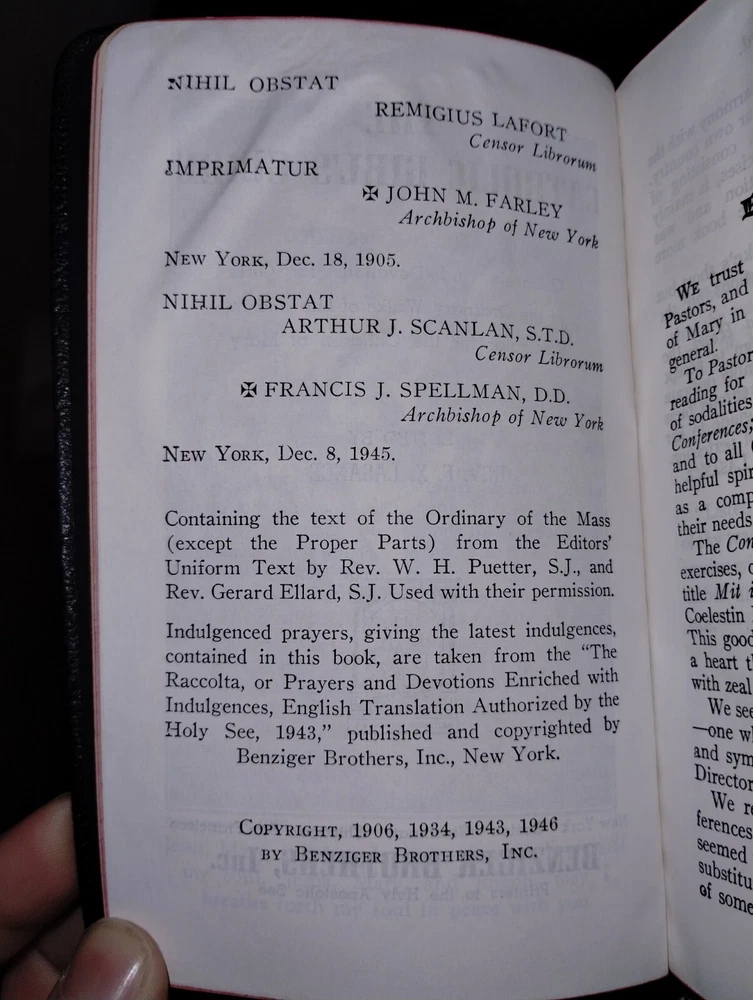 NIHIL OBSTAT
REMIGIUS LAFORT
Censor Librorum
IMPRIMATUR
✠ JOHN M. FARLEY
Archbishop of New York
NEW YORK, DEC. 18, 1905.
NIHIL OBSTAT
ARTHUR J. SCANLAN, S.T.D.
Censor Librorum
✠ FRANCIS J. SPELLMAN, D.D.
Archbishop of New York
NEW YORK, DEC. 8, 1945.
Containing the text of the Ordinary of the Mass
(except the Proper Parts) from the Editors'
Uniform Text by Rev. W. H. Puetter, S.J., and
Rev. Gerard Ellard, S.J. Used with their permission.
Indulgenced prayers, giving the latest indulgences,
contained in this book, are taken from the "The
Raccolta, or Prayers and Devotions Enriched with
Indulgences, English Translation Authorized by the
Holy See, 1943," published and copyrighted by
Benziger Brothers, Inc., New York.
COPYRIGHT, 1906, 1934, 1943, 1946
BY BENZIGER BROTHERS, INC.
WE trust
Pastors, and
of Mary in
general.
To Pastor
reading for
of sodalities
Conferences;
and to all
helpful spir
as a comp
their needs
The Con
exercises, o
title Mit i
Coelestin
This good
a heart t
with zeal
We see
—one w
and sym
Director
We re
ferences
seemed
substitu
of some